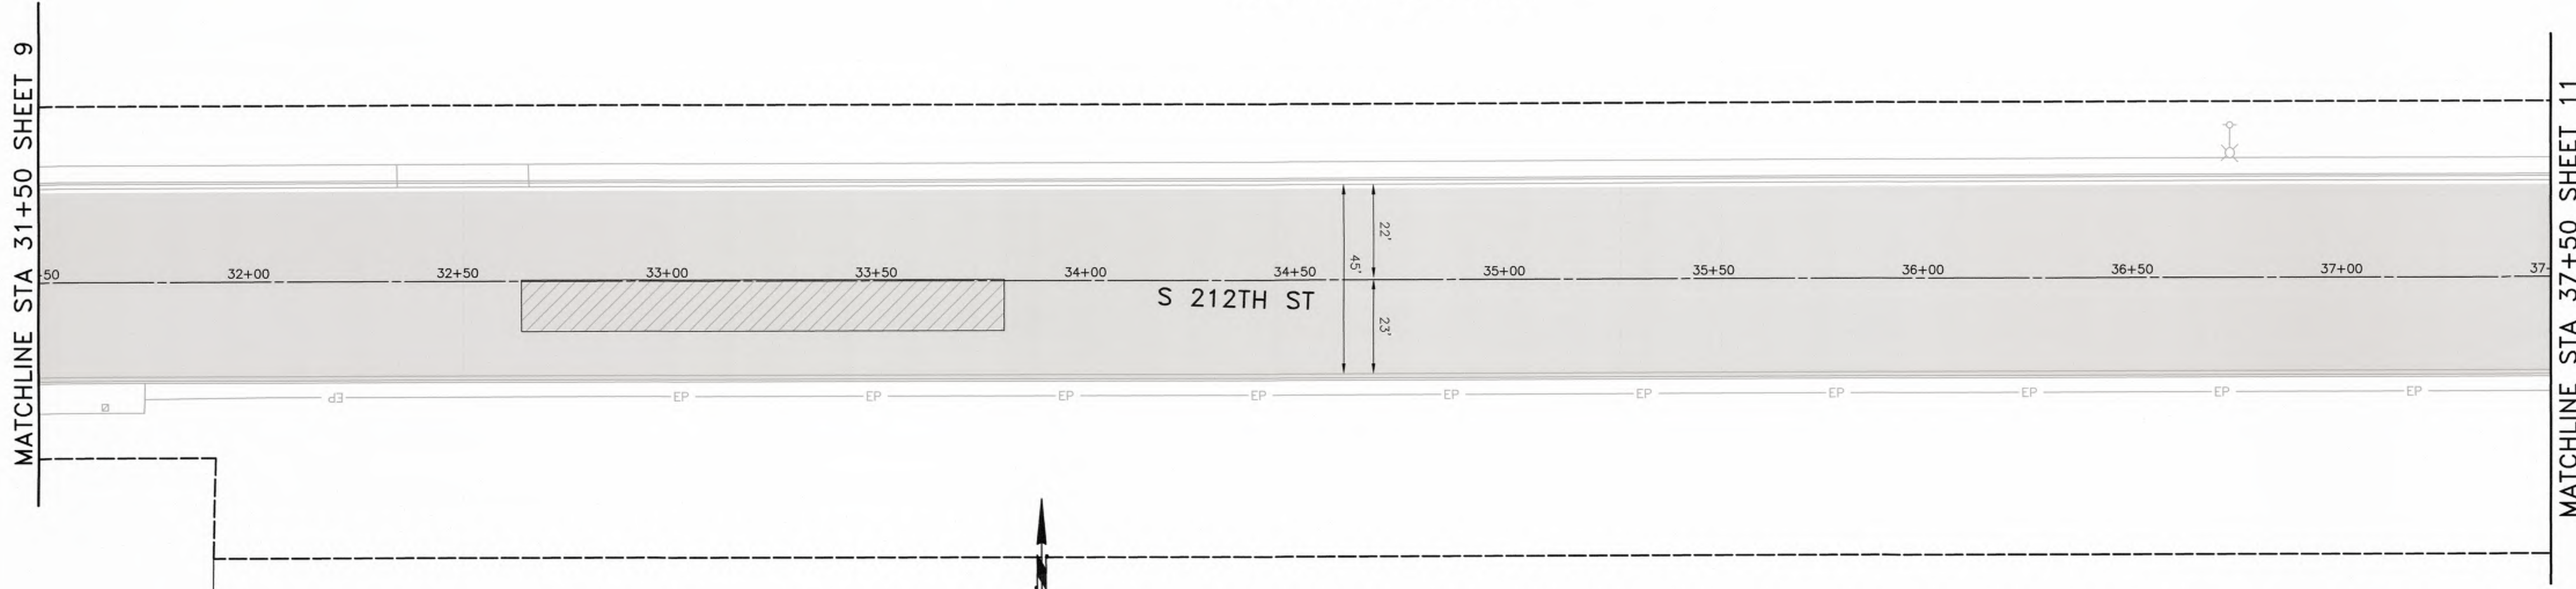 MATCHLINE STA 31+50 SHEET 9
50 32+00 32+50 33+00 33+50 34+00 34+50 35+00 35+50 36+00 36+50 37+00 37-
22'
45'
23'
S 212TH ST
EP EP EP EP EP EP EP EP EP EP EP
N
MATCHLINE STA 37+50 SHEET 11